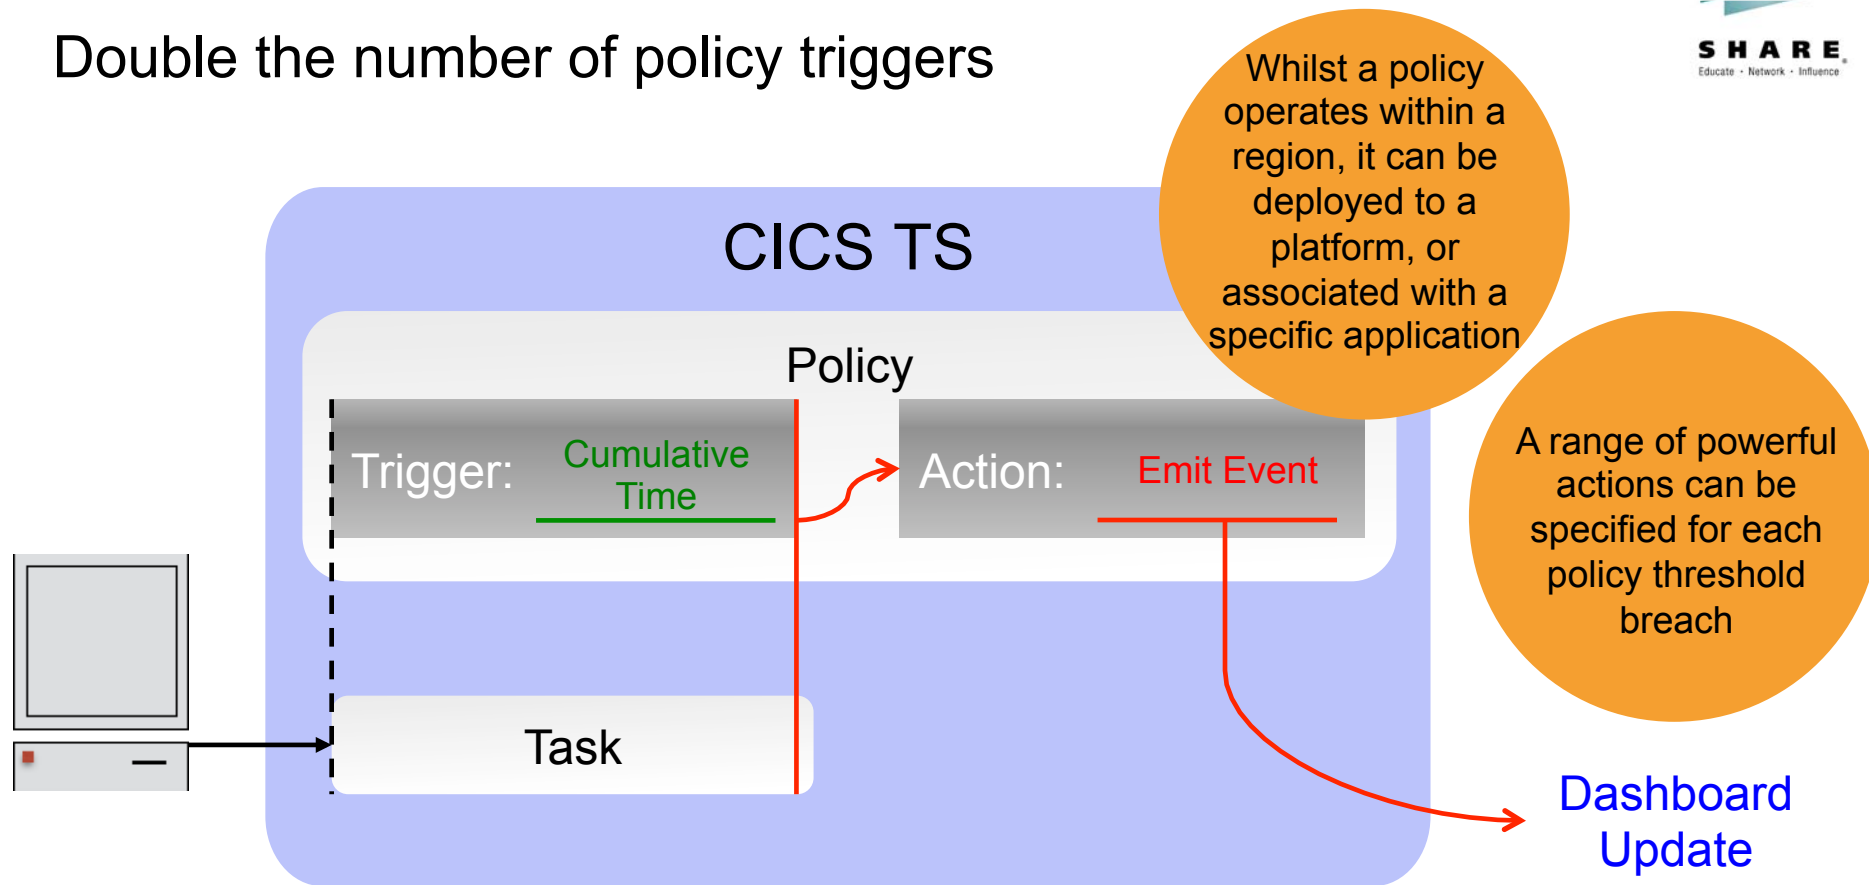 Double the number of policy triggers
SHARE®
Educate · Network · Influence
Whilst a policy
operates within a
region, it can be
deployed to a
platform, or
associated with a
specific application
CICS TS
Policy
Trigger:
Cumulative
Time
Action:
Emit Event
A range of powerful
actions can be
specified for each
policy threshold
breach
Task
Dashboard
Update